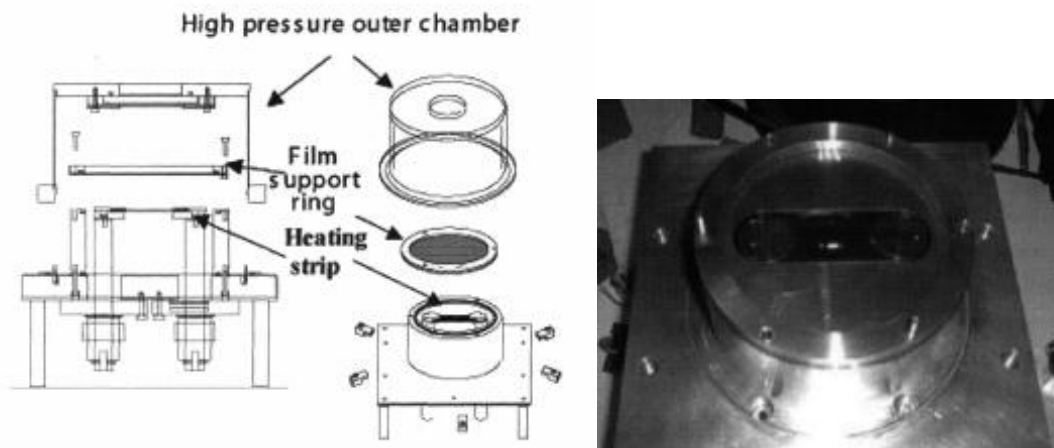 High pressure outer chamber
Film
support
ring
Heating
strip